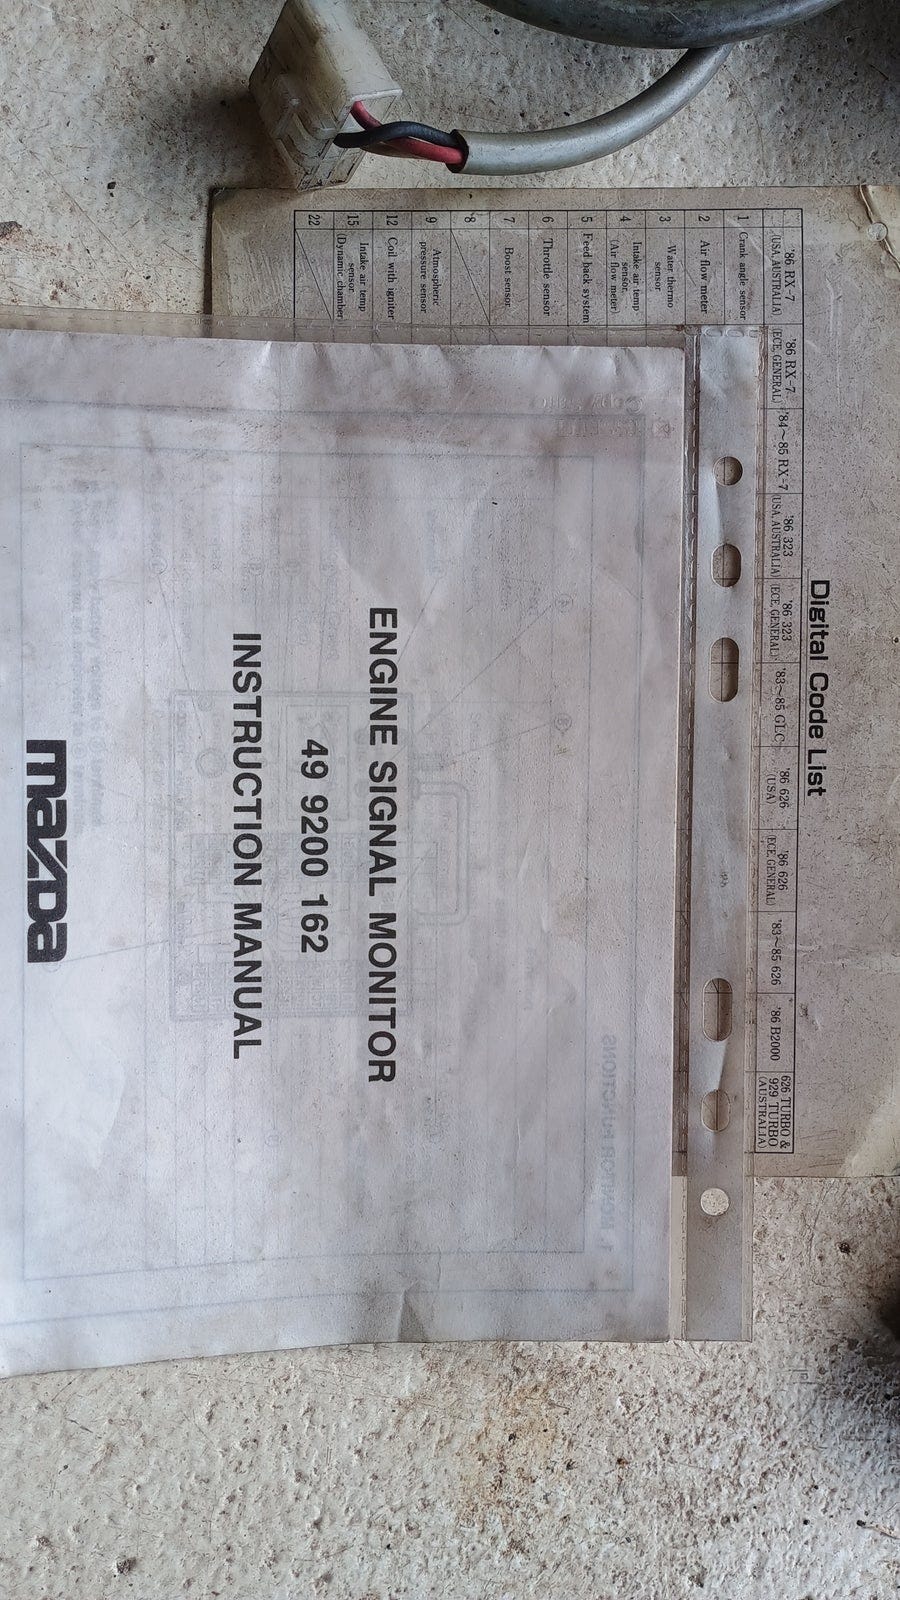 Digital Code List
'86 RX-7
(USA, AUSTRALIA)
'86 RX-7
(ECE, GENERAL)
'84～85 RX-7
'86 323
(USA, AUSTRALIA)
'86 323
(ECE, GENERAL)
'83～85 GLC
'86 626
(USA)
'86 626
(ECE, GENERAL)
'83～85 626
'86 B2000
626 TURBO &
929 TURBO
(AUSTRALIA)
1 Crank angle sensor
2 Air flow meter
3 Water thermo
sensor
4 Intake air temp
sensor
(Air flow meter)
5 Feed back system
6 Throttle sensor
7 Boost sensor
8
9 Atmospheric
pressure sensor
12 Coil with igniter
15 Intake air temp
sensor
(Dynamic chamber)
22
ENGINE SIGNAL MONITOR
49 9200 162
INSTRUCTION MANUAL
mazda
1 MONITOR FUNCTIONS